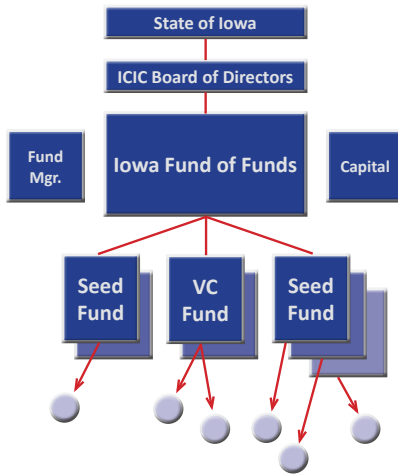 State of Iowa
ICIC Board of Directors
Iowa Fund of Funds
Fund
Mgr.
Capital
Seed
Fund
VC
Fund
Seed
Fund